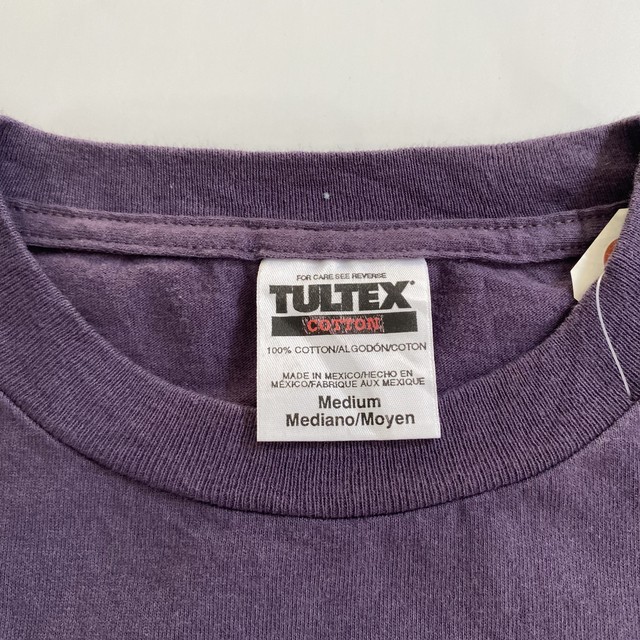 FOR CARE SEE REVERSE
TULTEX®
COTTON
100% COTTON/ALGODÓN/COTON
MADE IN MEXICO/HECHO EN
MÉXICO/FABRIQUE AUX MEXIQUE
Medium
Mediano/Moyen